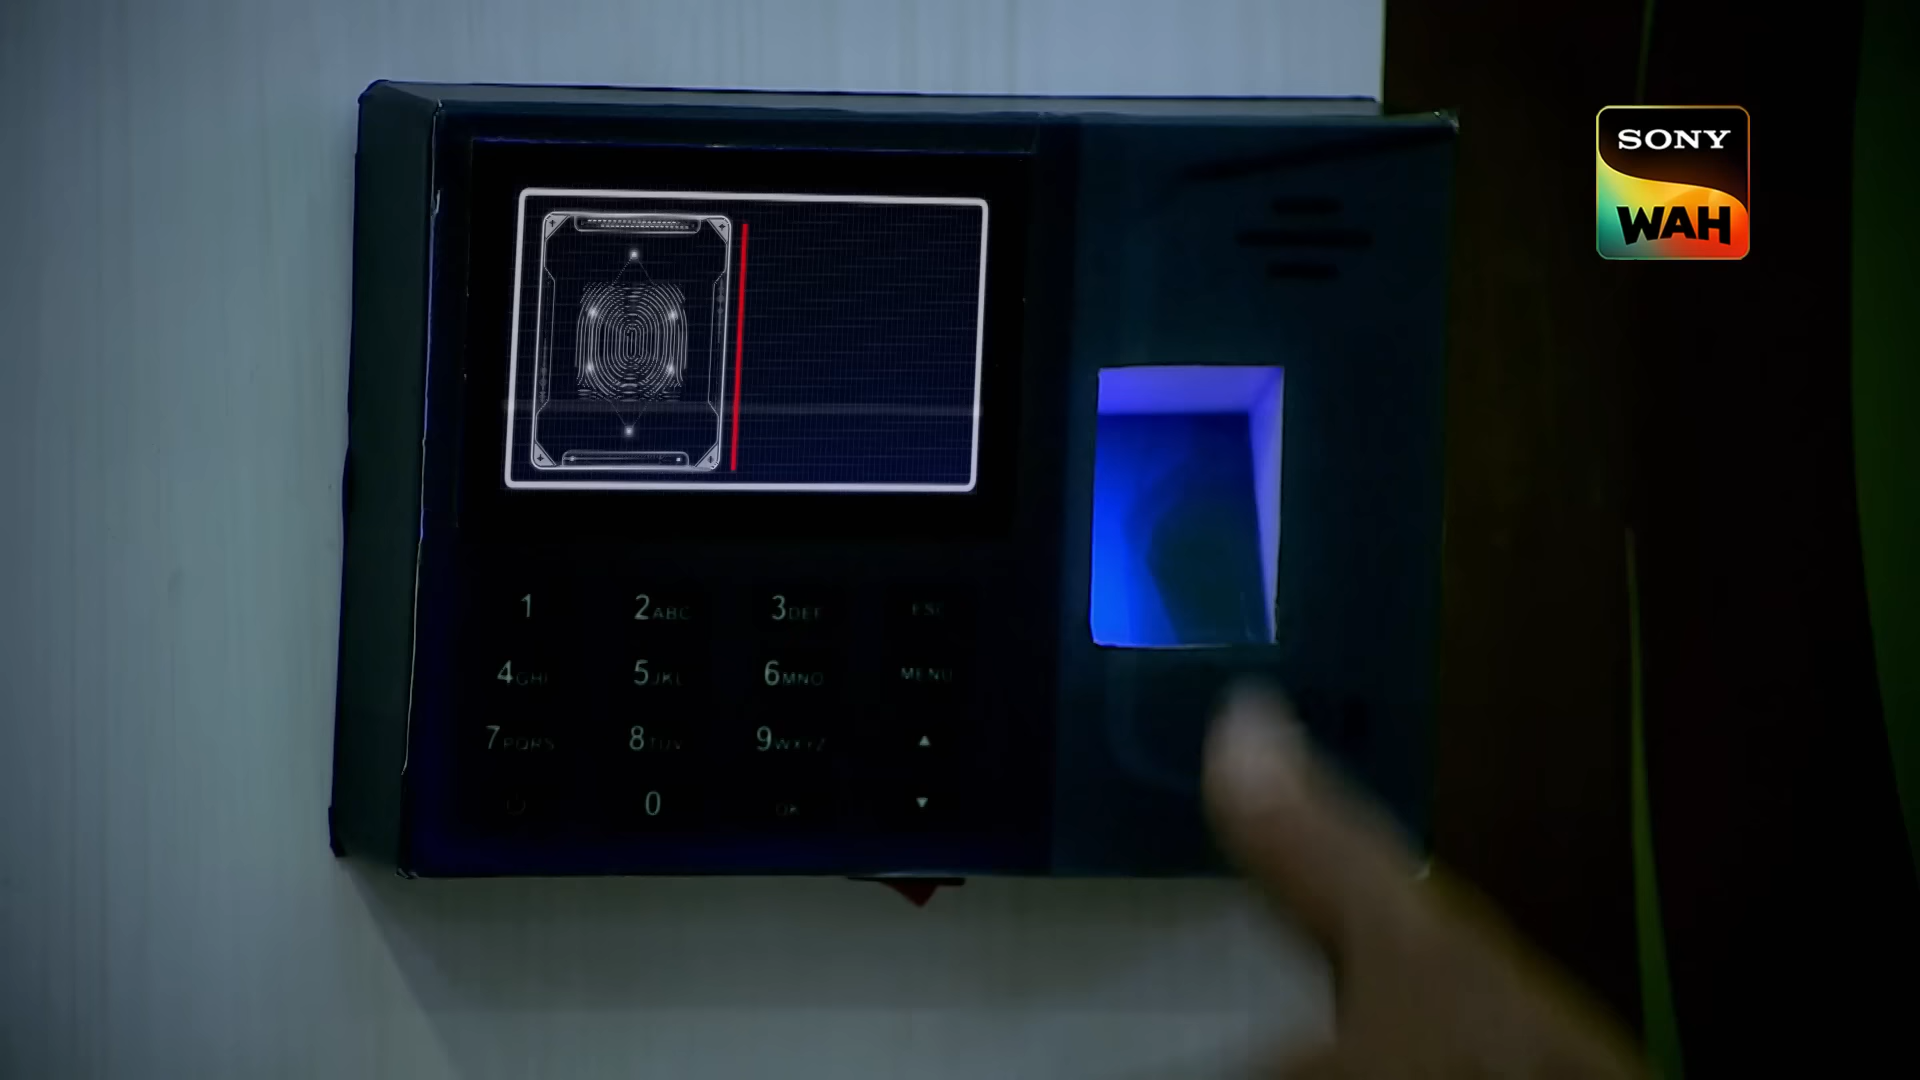 SONY
WAH
1 2ABC 3DEF ESC
4GHI 5JKL 6MNO MENU
7PQRS 8TUV 9WXYZ ▲
0 OK ▼